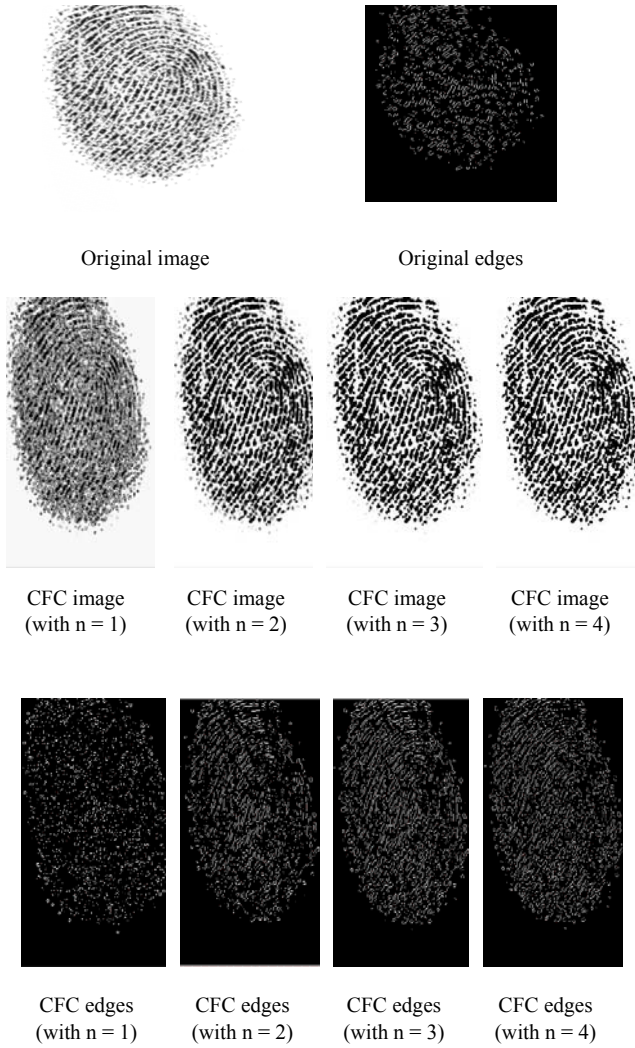 Original image
Original edges
CFC image
(with n = 1)
CFC image
(with n = 2)
CFC image
(with n = 3)
CFC image
(with n = 4)
CFC edges
(with n = 1)
CFC edges
(with n = 2)
CFC edges
(with n = 3)
CFC edges
(with n = 4)